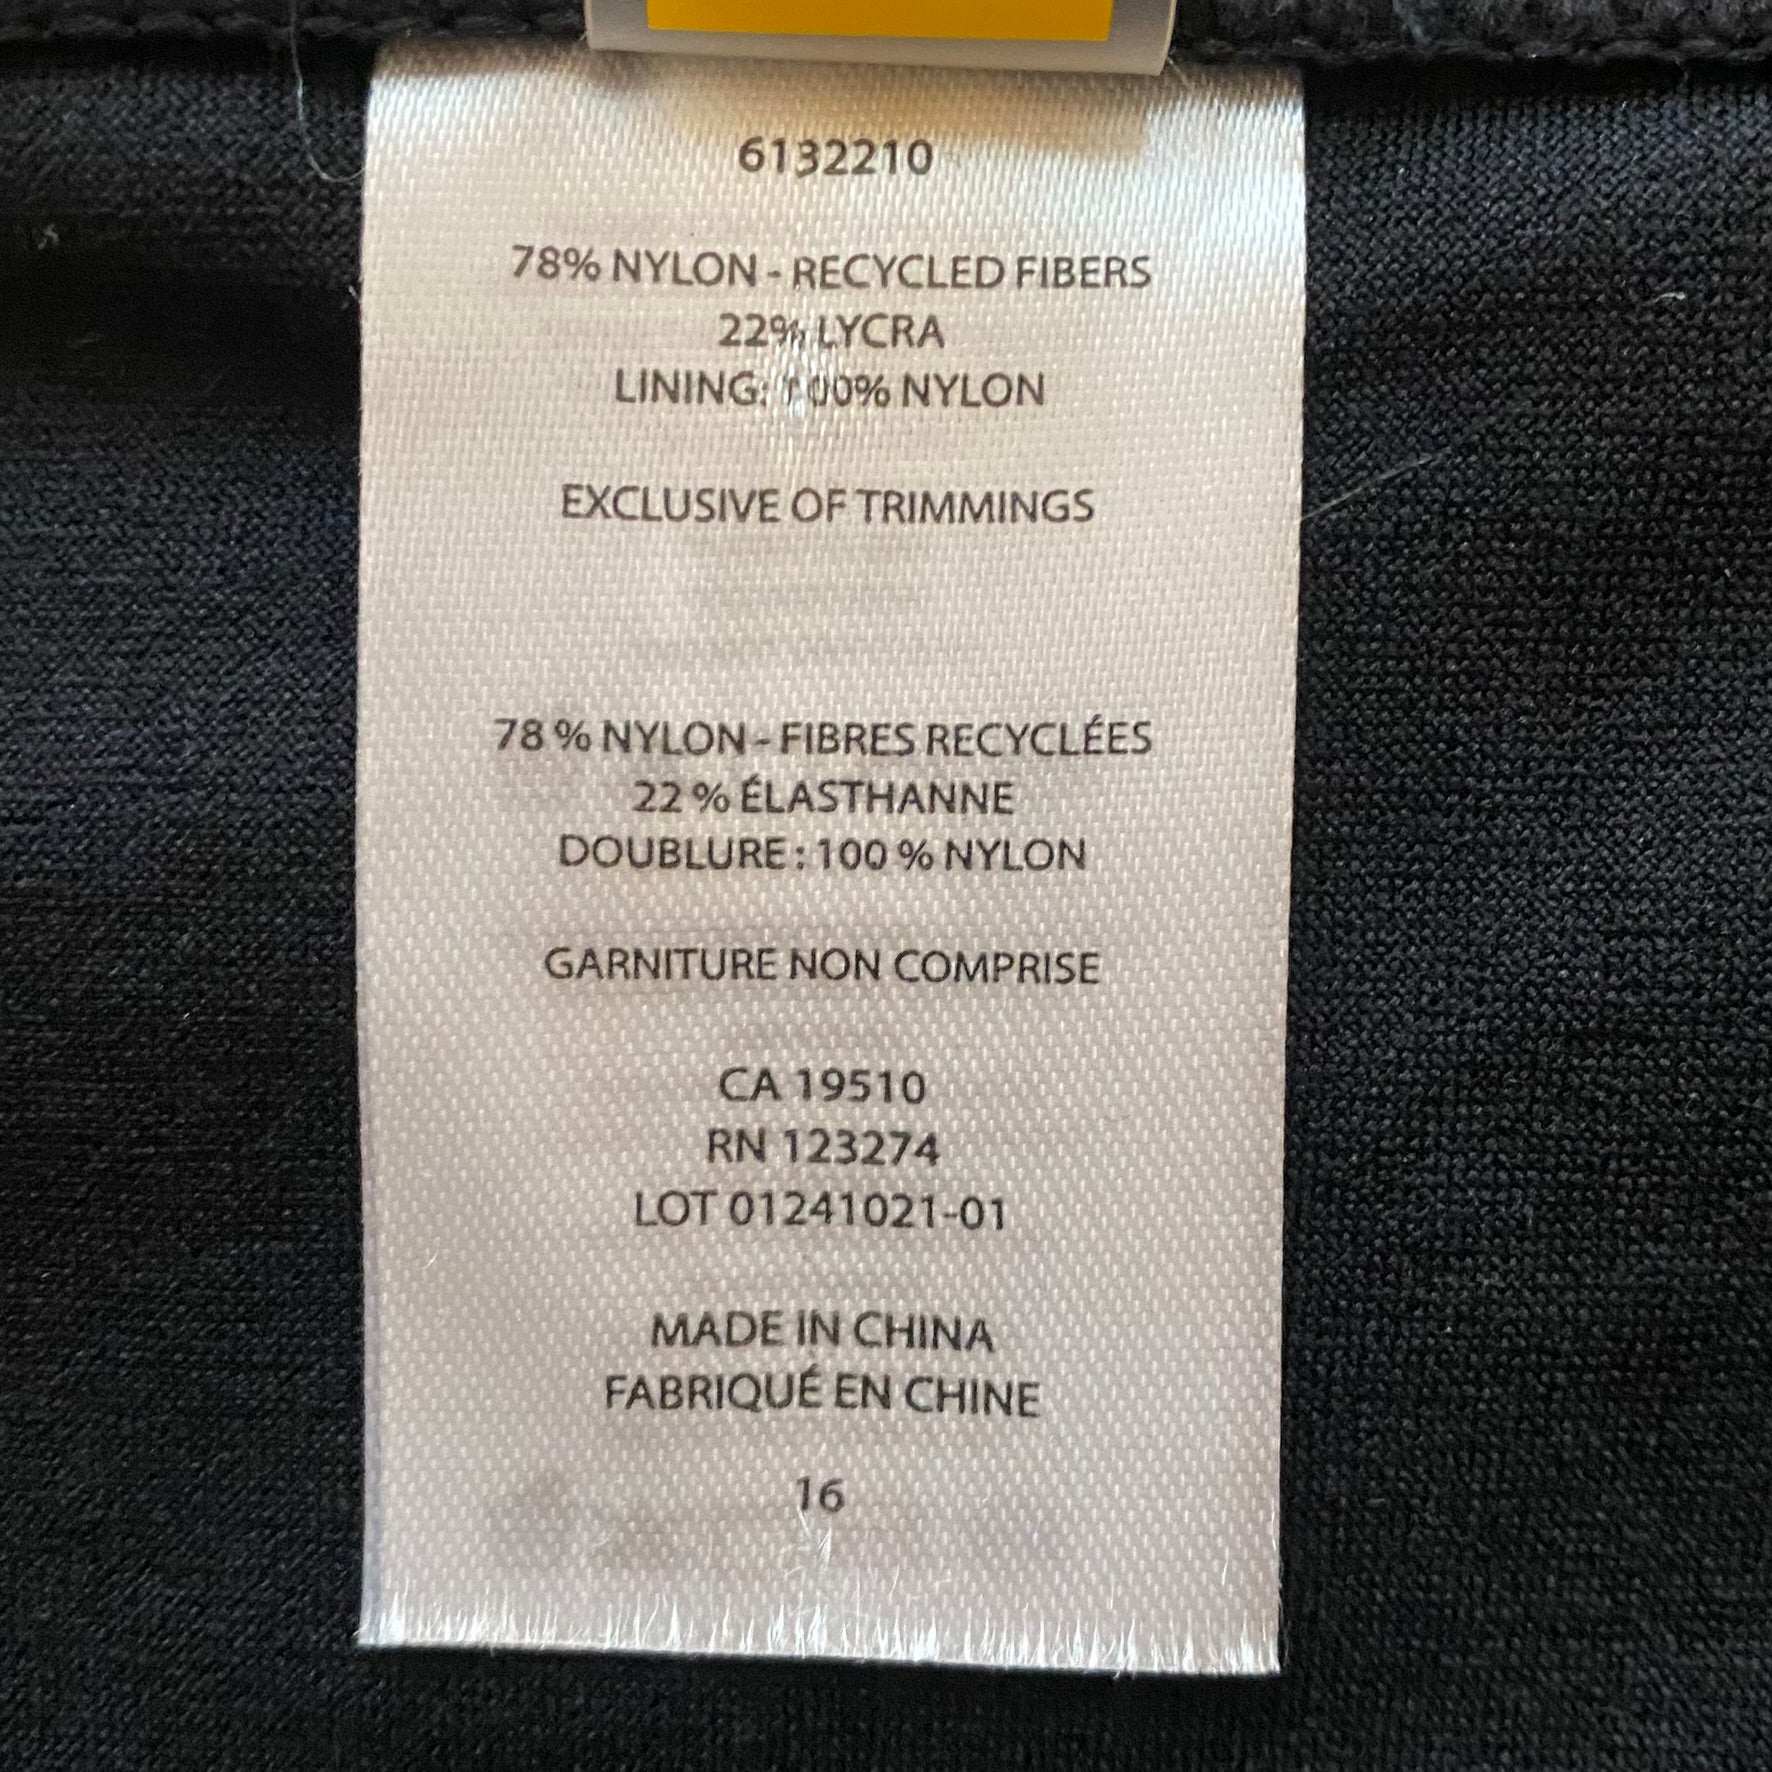 6132210
78% NYLON - RECYCLED FIBERS
22% LYCRA
LINING: 100% NYLON
EXCLUSIVE OF TRIMMINGS
78 % NYLON - FIBRES RECYCLÉES
22 % ÉLASTHANNE
DOUBLURE : 100 % NYLON
GARNITURE NON COMPRISE
CA 19510
RN 123274
LOT 01241021-01
MADE IN CHINA
FABRIQUÉ EN CHINE
16